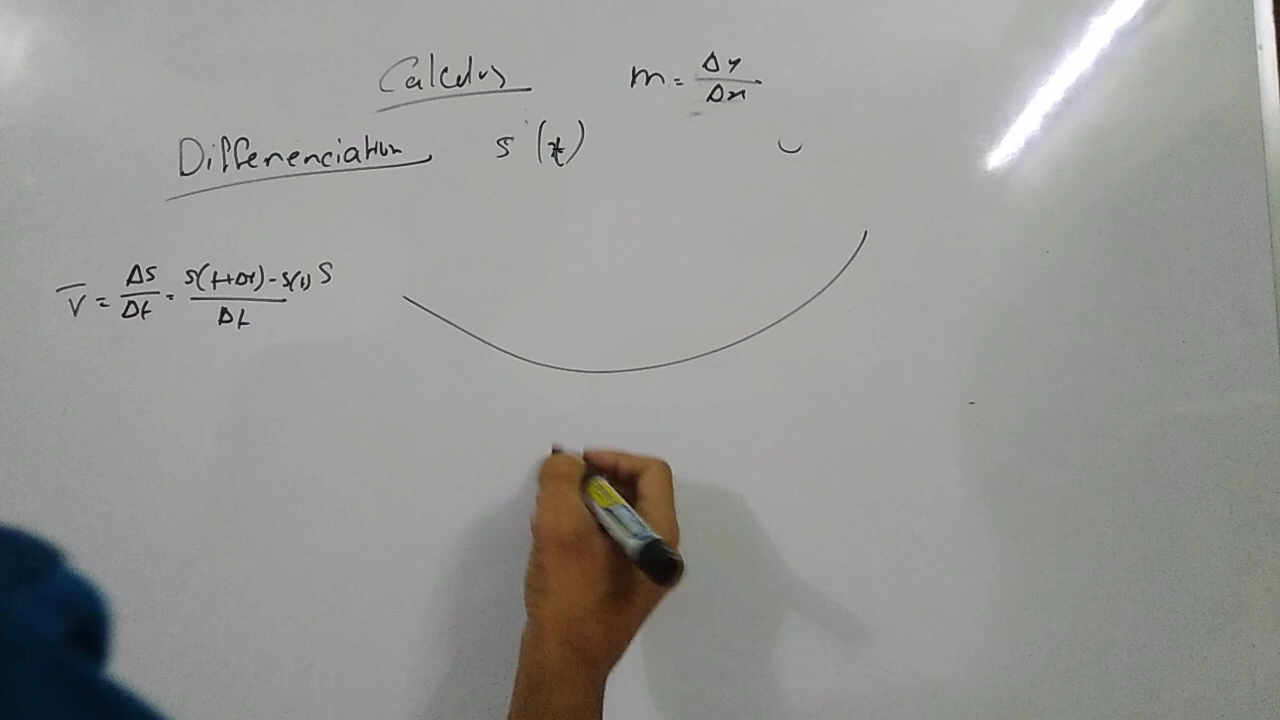 Calculus m = Δy/Δx
Differenciation s(t)
V̅ = Δs/Δt = s(t+Δt)-s(t)/Δt S